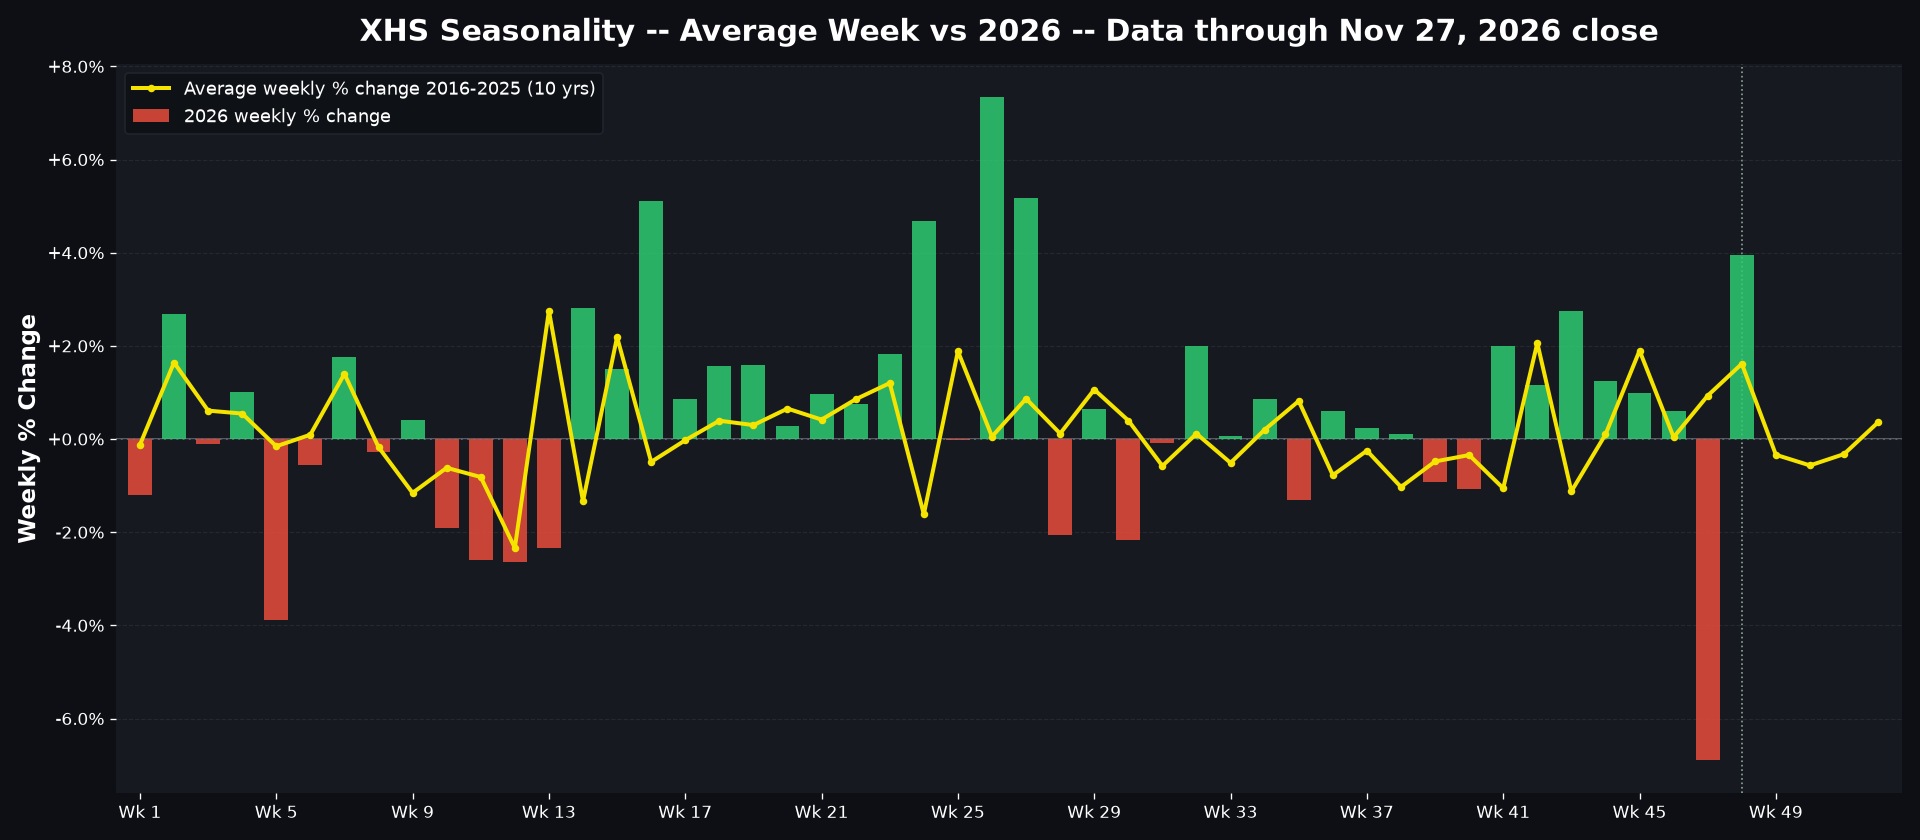 XHS Seasonality -- Average Week vs 2026 -- Data through Nov 27, 2026 close
Average weekly % change 2016-2025 (10 yrs)
2026 weekly % change
Weekly % Change
+8.0%
+6.0%
+4.0%
+2.0%
+0.0%
-2.0%
-4.0%
-6.0%
Wk 1 Wk 5 Wk 9 Wk 13 Wk 17 Wk 21 Wk 25 Wk 29 Wk 33 Wk 37 Wk 41 Wk 45 Wk 49